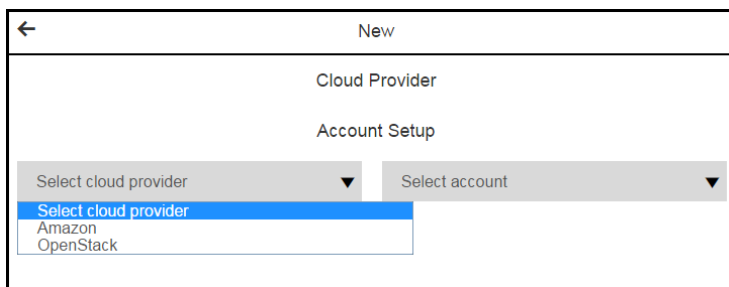 New
Cloud Provider
Account Setup
Select cloud provider
Select account
Select cloud provider
Amazon
OpenStack